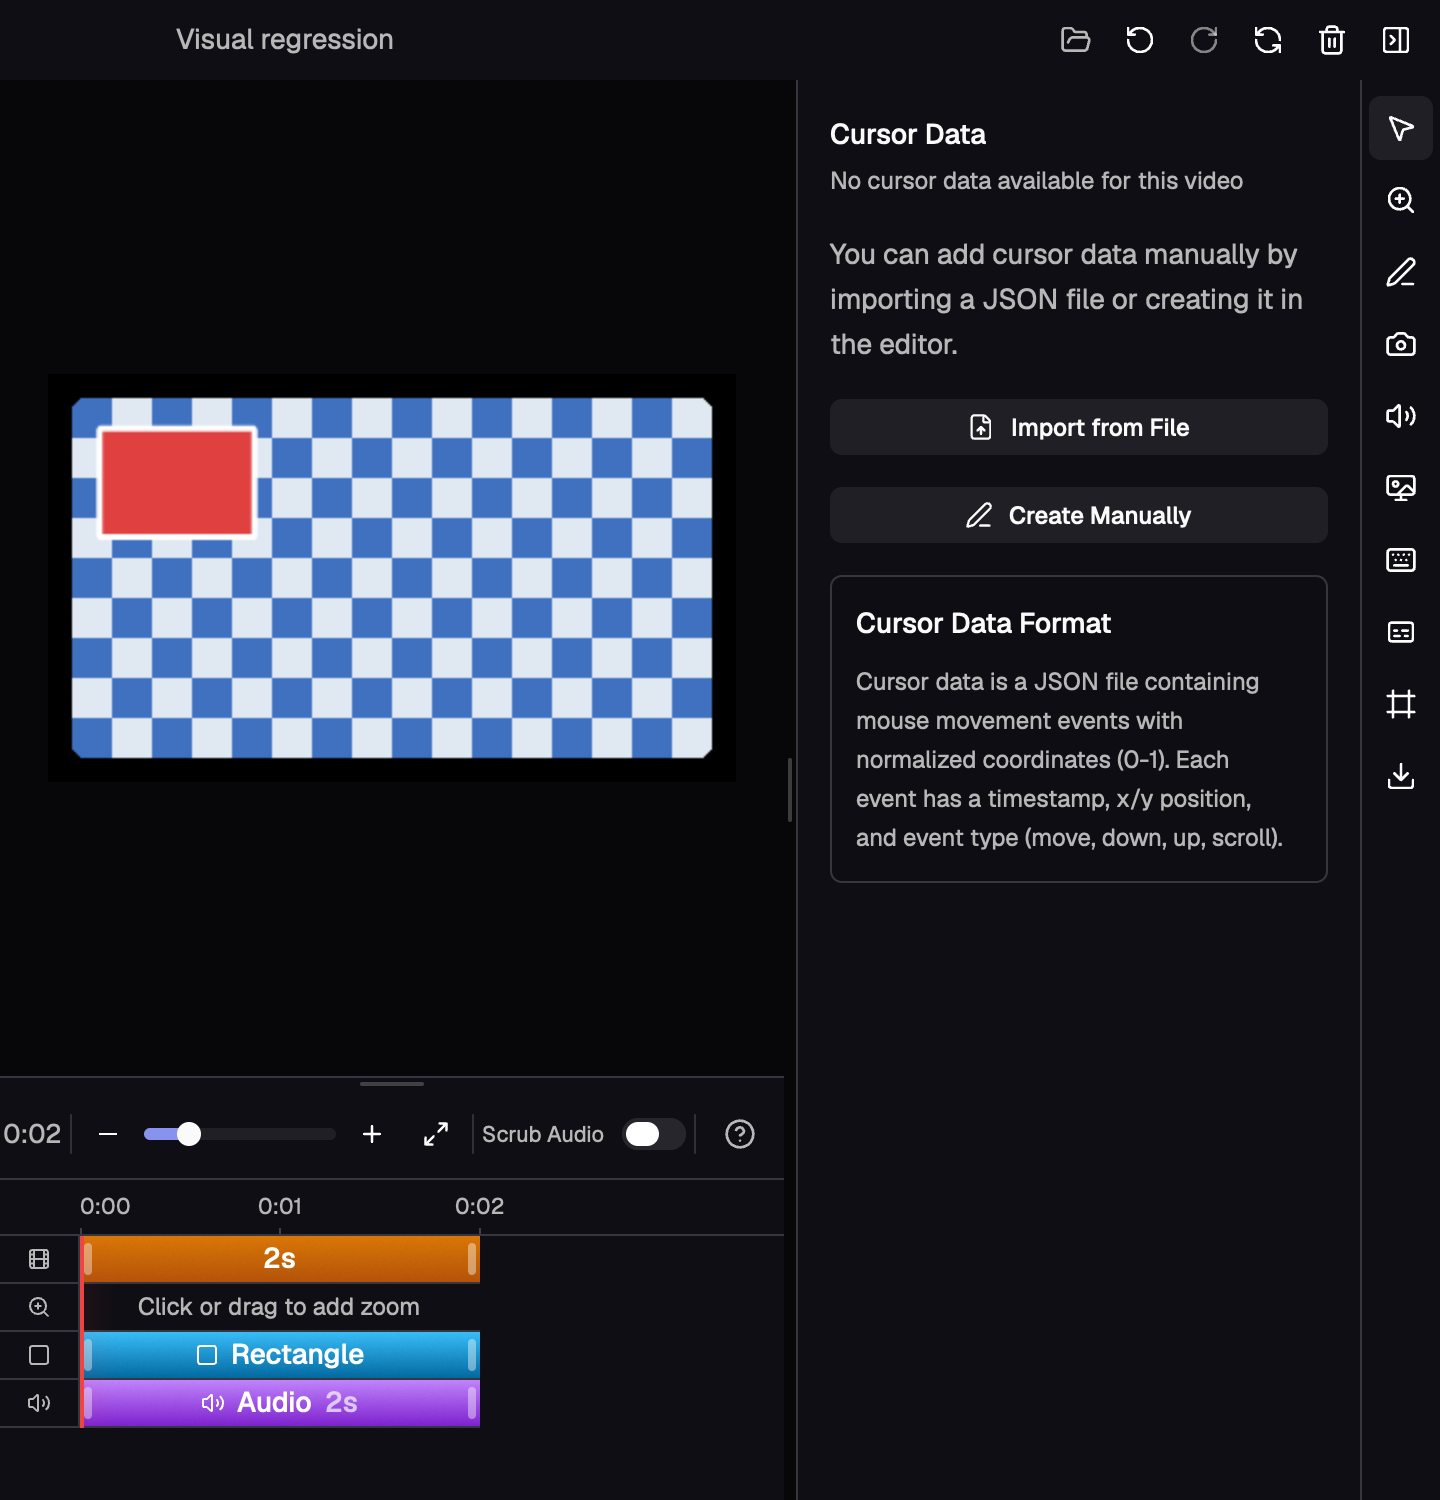 Visual regression
Cursor Data
No cursor data available for this video
You can add cursor data manually by
importing a JSON file or creating it in
the editor.
Import from File
Create Manually
Cursor Data Format
Cursor data is a JSON file containing
mouse movement events with
normalized coordinates (0-1). Each
event has a timestamp, x/y position,
and event type (move, down, up, scroll).
0:02
Scrub Audio
0:00 0:01 0:02
2s
Click or drag to add zoom
Rectangle
Audio 2s